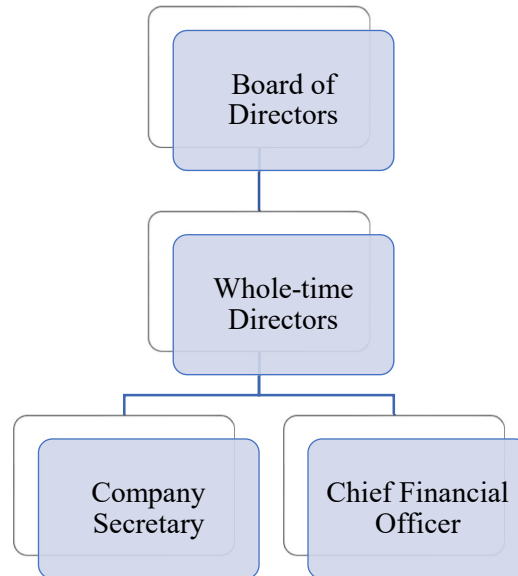 Board of
Directors
Whole-time
Directors
Company
Secretary
Chief Financial
Officer